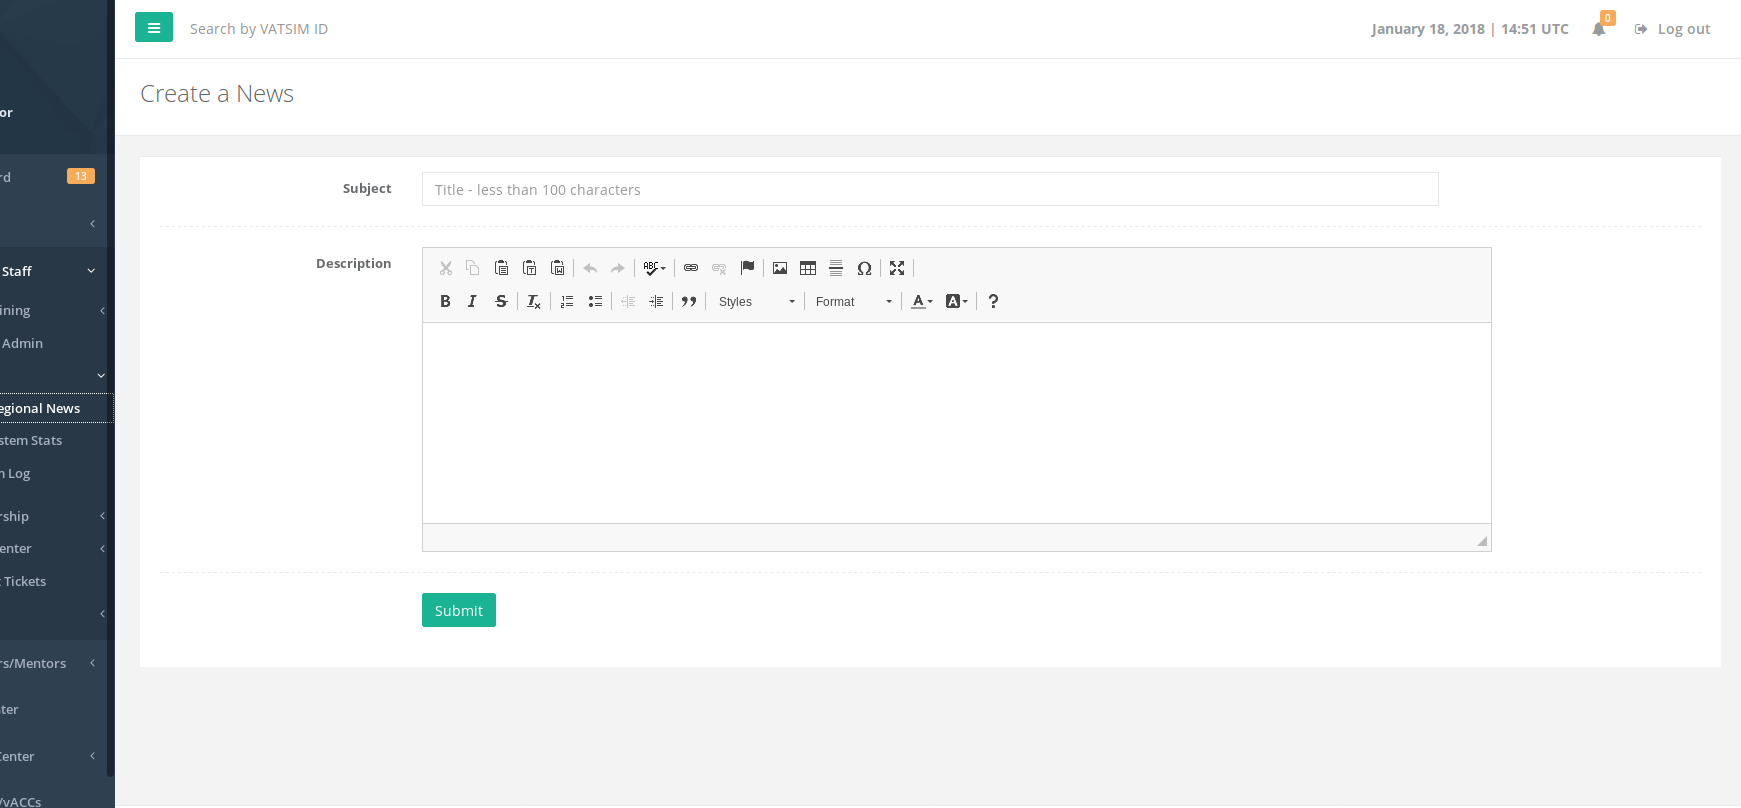 Search by VATSIM ID
January 18, 2018 | 14:51 UTC
0
Log out
Create a News
or
rd
13
Staff
ining
Admin
egional News
stem Stats
n Log
rship
enter
Tickets
rs/Mentors
ter
Center
/vACCs
Subject
Title - less than 100 characters
Description
ABC
B I S Tx Styles Format A A ?
Submit